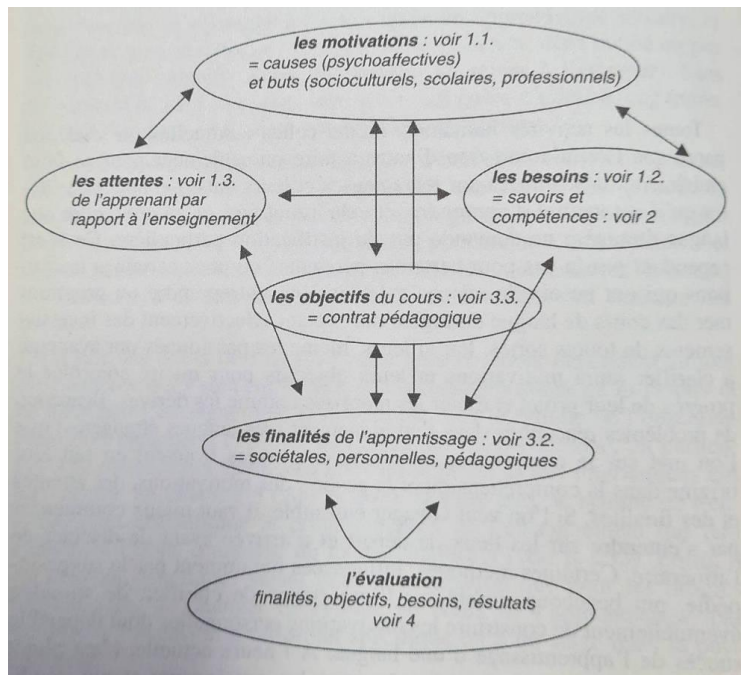 les motivations : voir 1.1.
= causes (psychoaffectives)
et buts (socioculturels, scolaires, professionnels)
les attentes : voir 1.3.
de l'apprenant par
rapport à l'enseignement
les besoins : voir 1.2.
= savoirs et
compétences : voir 2
les objectifs du cours : voir 3.3.
= contrat pédagogique
les finalités de l'apprentissage : voir 3.2.
= sociétales, personnelles, pédagogiques
l'évaluation
finalités, objectifs, besoins, résultats
voir 4